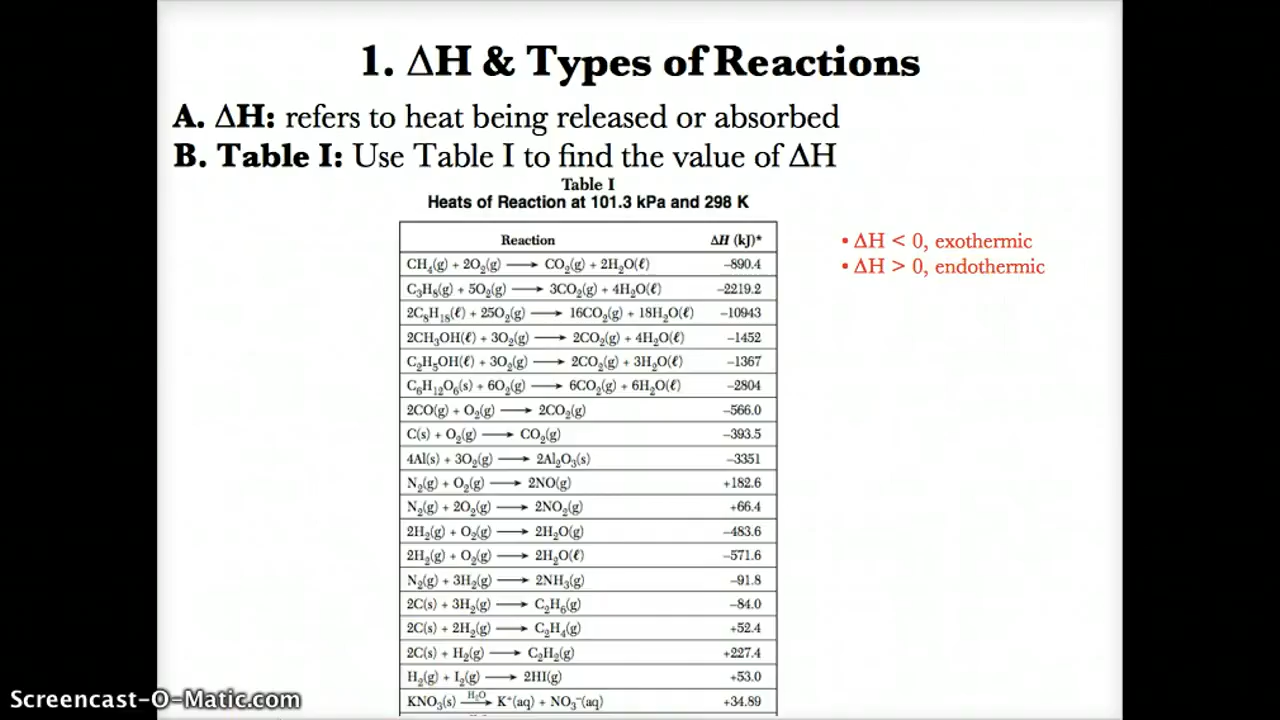 1. ΔH & Types of Reactions
A. ΔH: refers to heat being released or absorbed
B. Table I: Use Table I to find the value of ΔH
Table I
Heats of Reaction at 101.3 kPa and 298 K
Reaction ΔH (kJ)*
CH₄(g) + 2O₂(g) ⟶ CO₂(g) + 2H₂O(ℓ) –890.4
C₃H₈(g) + 5O₂(g) ⟶ 3CO₂(g) + 4H₂O(ℓ) –2219.2
2C₈H₁₈(ℓ) + 25O₂(g) ⟶ 16CO₂(g) + 18H₂O(ℓ) –10943
2CH₃OH(ℓ) + 3O₂(g) ⟶ 2CO₂(g) + 4H₂O(ℓ) –1452
C₂H₅OH(ℓ) + 3O₂(g) ⟶ 2CO₂(g) + 3H₂O(ℓ) –1367
C₆H₁₂O₆(s) + 6O₂(g) ⟶ 6CO₂(g) + 6H₂O(ℓ) –2804
2CO(g) + O₂(g) ⟶ 2CO₂(g) –566.0
C(s) + O₂(g) ⟶ CO₂(g) –393.5
4Al(s) + 3O₂(g) ⟶ 2Al₂O₃(s) –3351
N₂(g) + O₂(g) ⟶ 2NO(g) +182.6
N₂(g) + 2O₂(g) ⟶ 2NO₂(g) +66.4
2H₂(g) + O₂(g) ⟶ 2H₂O(g) –483.6
2H₂(g) + O₂(g) ⟶ 2H₂O(ℓ) –571.6
N₂(g) + 3H₂(g) ⟶ 2NH₃(g) –91.8
2C(s) + 3H₂(g) ⟶ C₂H₆(g) –84.0
2C(s) + 2H₂(g) ⟶ C₂H₄(g) +52.4
2C(s) + H₂(g) ⟶ C₂H₂(g) +227.4
H₂(g) + I₂(g) ⟶ 2HI(g) +53.0
H₂O
KNO₃(s) ⟶ K⁺(aq) + NO₃⁻(aq) +34.89
• ΔH < 0, exothermic
• ΔH > 0, endothermic
Screencast-O-Matic.com